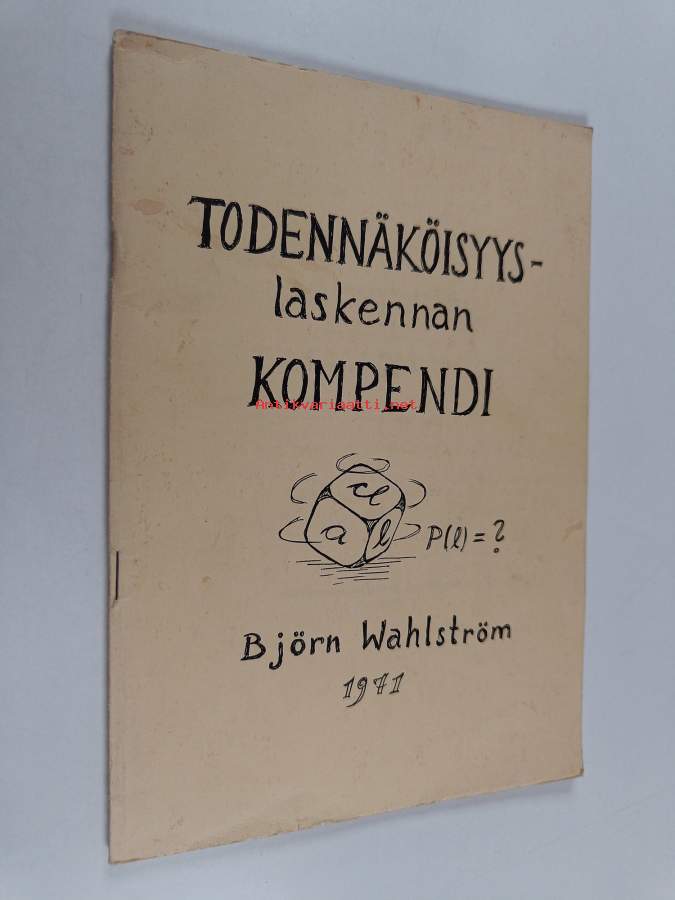 TODENNÄKÖISYYS-
laskennan
KOMPENDI
Antikvariaatti.net
a
l
P(l) = ?
Björn Wahlström
1971